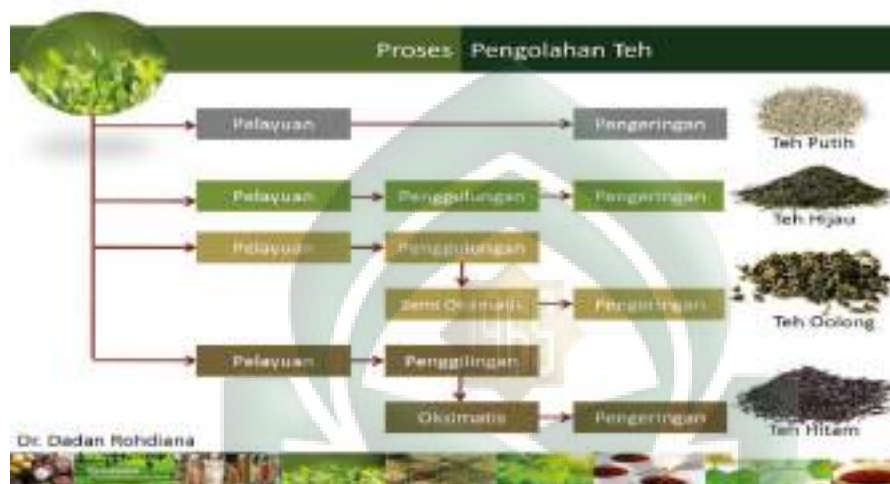 Proses Pengolahan Teh
Pelayuan Pengeringan
Teh Putih
Pelayuan Penggulungan Pengeringan
Teh Hijau
Pelayuan Penggulungan
Semi Oksimatis Pengeringan
Teh Oolong
Pelayuan Penggilingan
Oksimatis Pengeringan
Teh Hitam
Dr. Dadan Rohdiana